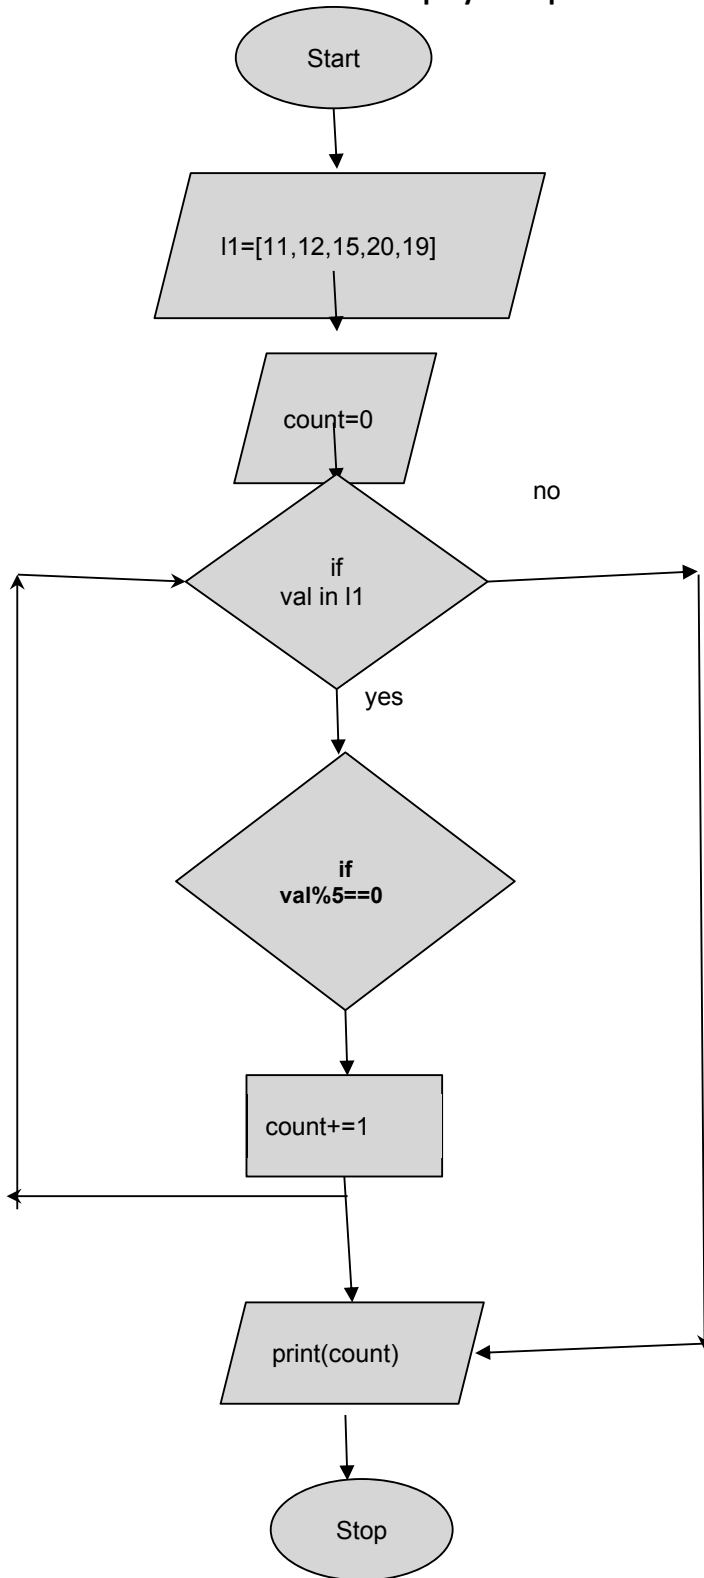 Start
l1=[11,12,15,20,19]
count=0
no
if
val in l1
yes
if
val%5==0
count+=1
print(count)
Stop